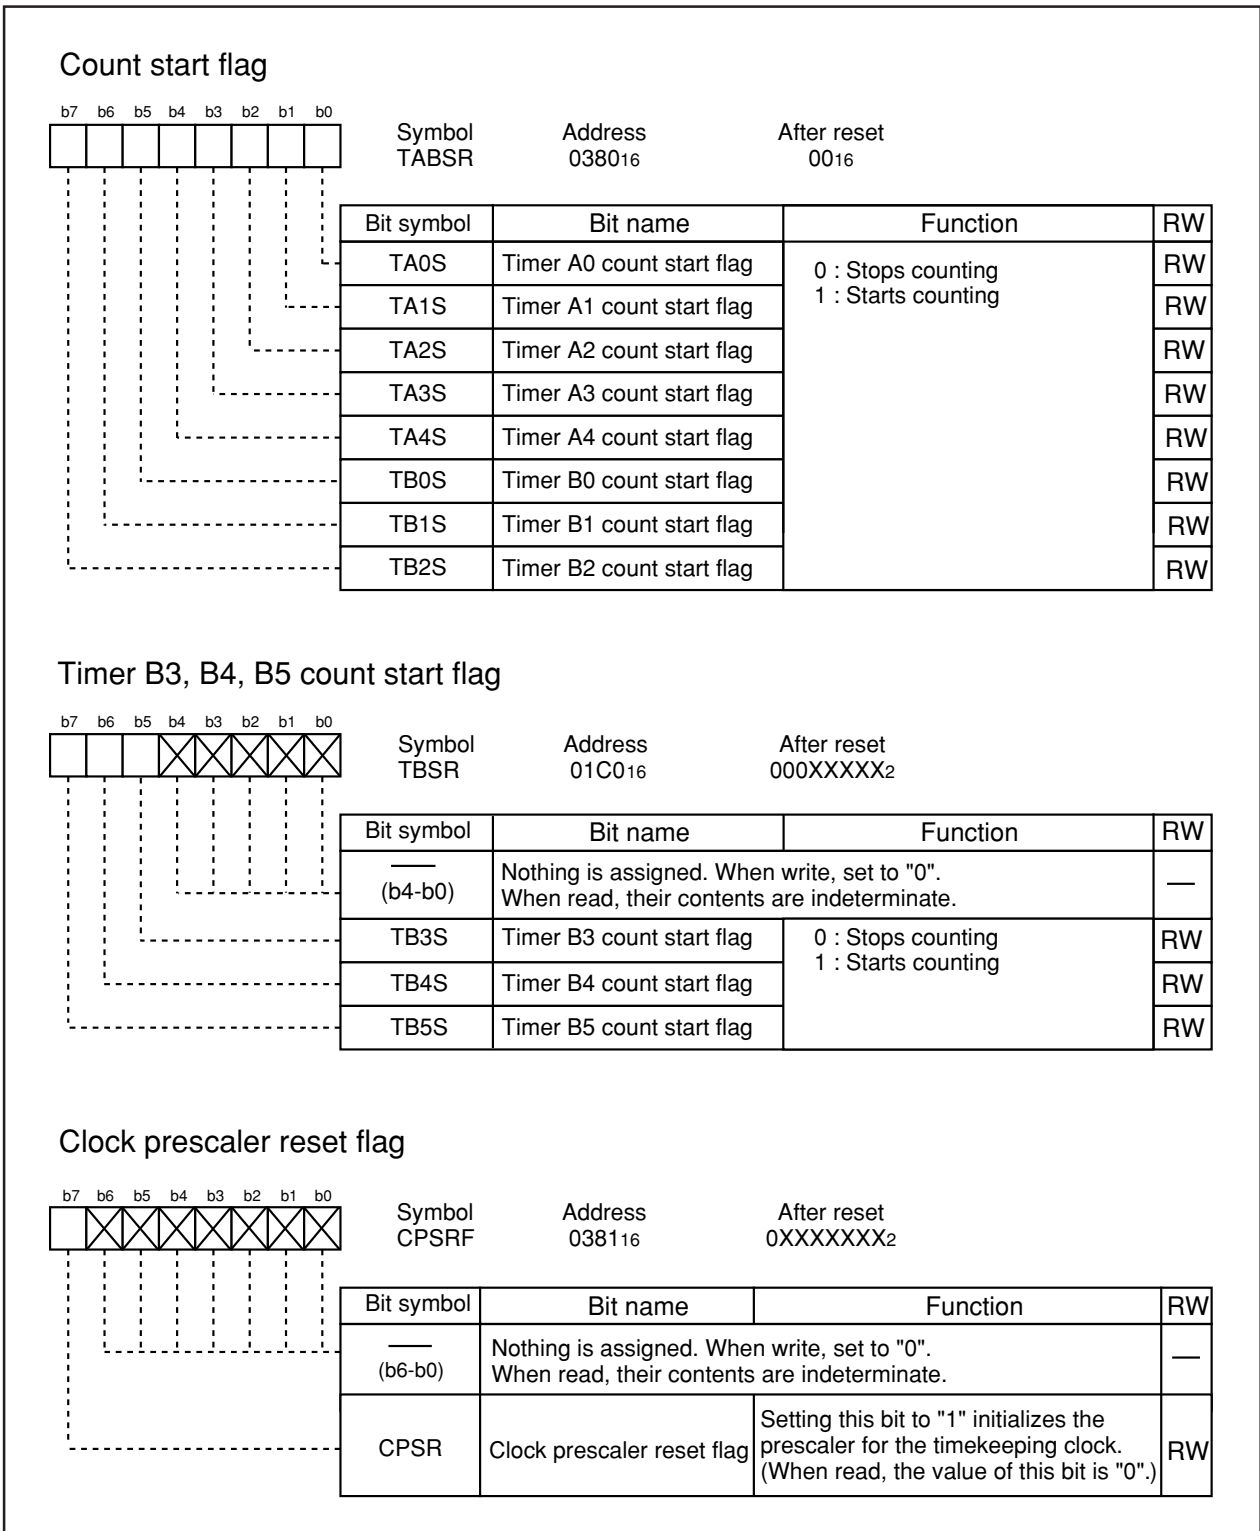 Count start flag
b7 b6 b5 b4 b3 b2 b1 b0
Symbol Address After reset
TABSR 038016 0016
Bit symbol Bit name Function RW
TA0S Timer A0 count start flag 0 : Stops counting RW
1 : Starts counting
TA1S Timer A1 count start flag RW
TA2S Timer A2 count start flag RW
TA3S Timer A3 count start flag RW
TA4S Timer A4 count start flag RW
TB0S Timer B0 count start flag RW
TB1S Timer B1 count start flag RW
TB2S Timer B2 count start flag RW
Timer B3, B4, B5 count start flag
b7 b6 b5 b4 b3 b2 b1 b0
Symbol Address After reset
TBSR 01C016 000XXXXX2
Bit symbol Bit name Function RW
Nothing is assigned. When write, set to "0".
(b4-b0) When read, their contents are indeterminate. —
TB3S Timer B3 count start flag 0 : Stops counting RW
1 : Starts counting
TB4S Timer B4 count start flag RW
TB5S Timer B5 count start flag RW
Clock prescaler reset flag
b7 b6 b5 b4 b3 b2 b1 b0
Symbol Address After reset
CPSRF 038116 0XXXXXXX2
Bit symbol Bit name Function RW
Nothing is assigned. When write, set to "0".
(b6-b0) When read, their contents are indeterminate. —
Setting this bit to "1" initializes the
CPSR Clock prescaler reset flag prescaler for the timekeeping clock. RW
(When read, the value of this bit is "0".)